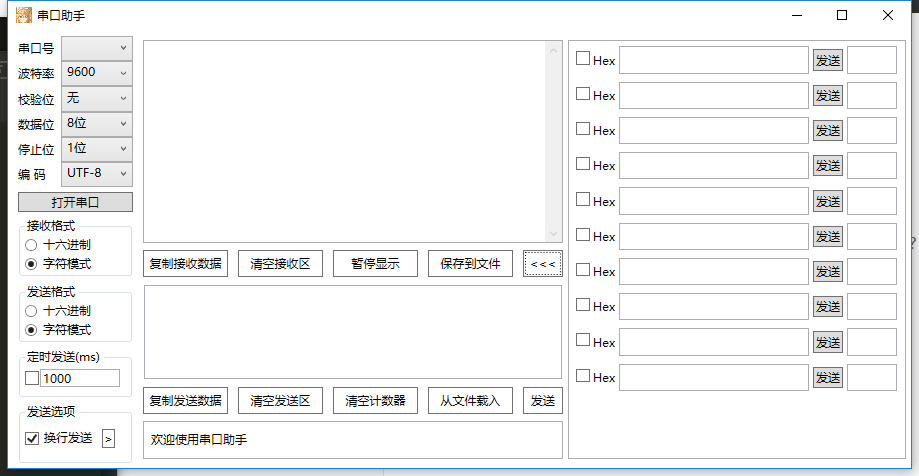 串口助手
串口号
波特率 9600
校验位 无
数据位 8位
停止位 1位
编 码 UTF-8
打开串口
接收格式
十六进制
字符模式
发送格式
十六进制
字符模式
定时发送(ms)
1000
发送选项
换行发送 >
复制接收数据 清空接收区 暂停显示 保存到文件 <<<
复制发送数据 清空发送区 清空计数器 从文件载入 发送
欢迎使用串口助手
Hex 发送
Hex 发送
Hex 发送
Hex 发送
Hex 发送
Hex 发送
Hex 发送
Hex 发送
Hex 发送
Hex 发送
?